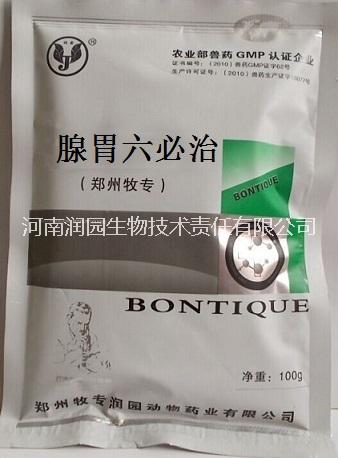 ®
农业部兽药GMP认证企业
证书编号：（2010）兽药GMP证字62号
生产许可证号：（2010）兽药生产证字
腺胃六必治
（郑州牧专）
BONTIQUE
河南润园生物技术责任有限公司
BONTIQUE
净重：100g
郑州牧专润园动物药业有限公司